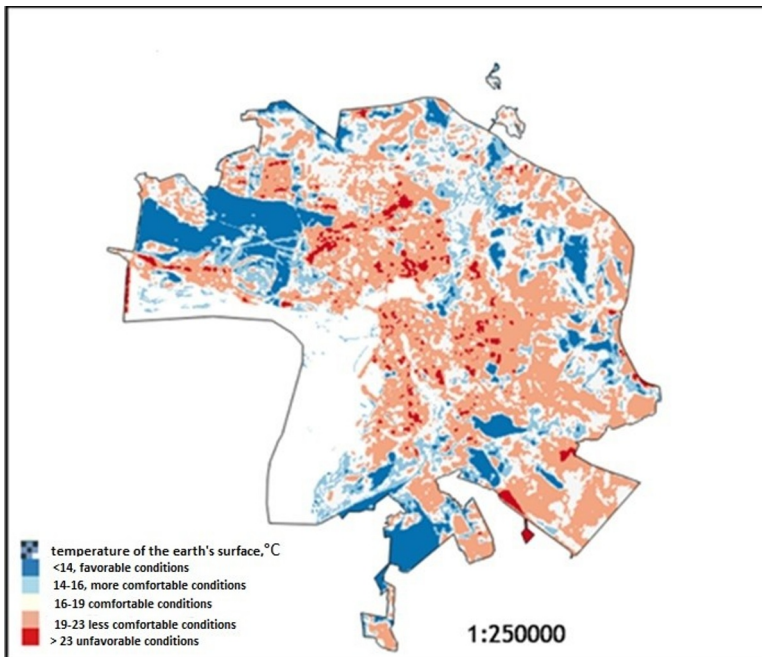 temperature of the earth's surface,°C
<14, favorable conditions
14-16, more comfortable conditions
16-19 comfortable conditions
19-23 less comfortable conditions
> 23 unfavorable conditions
1:250000